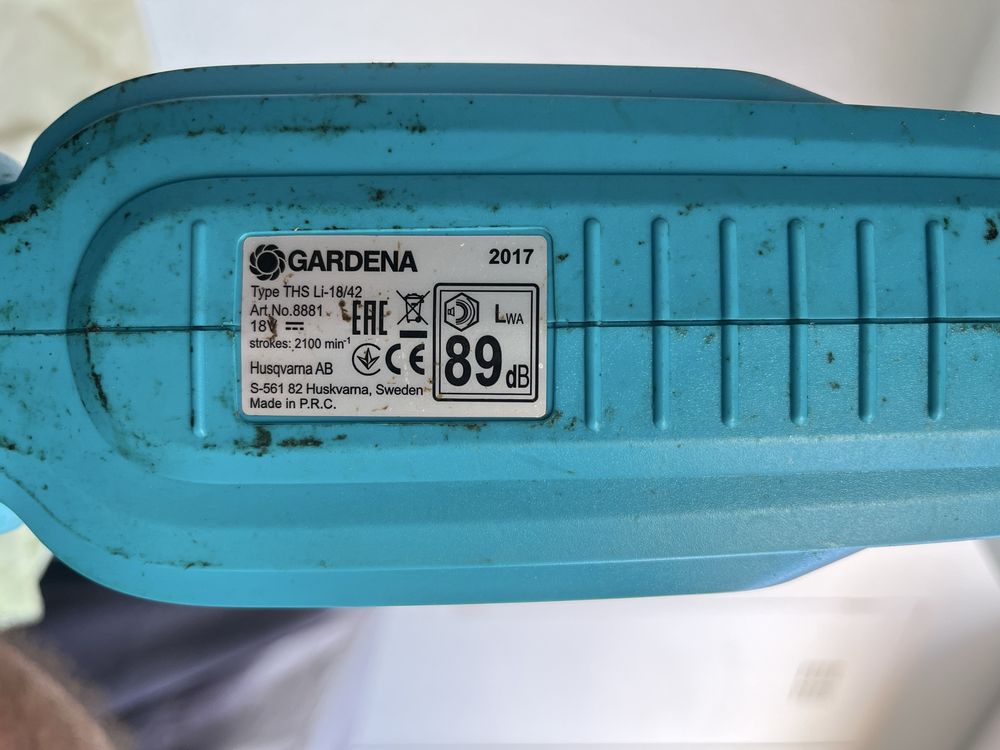 GARDENA 2017
Type THS Li-18/42
Art.No.8881
18V
strokes: 2100 min-1
Husqvarna AB
S-561 82 Huskvarna, Sweden
Made in P.R.C.
EAC
CE
LWA
89 dB